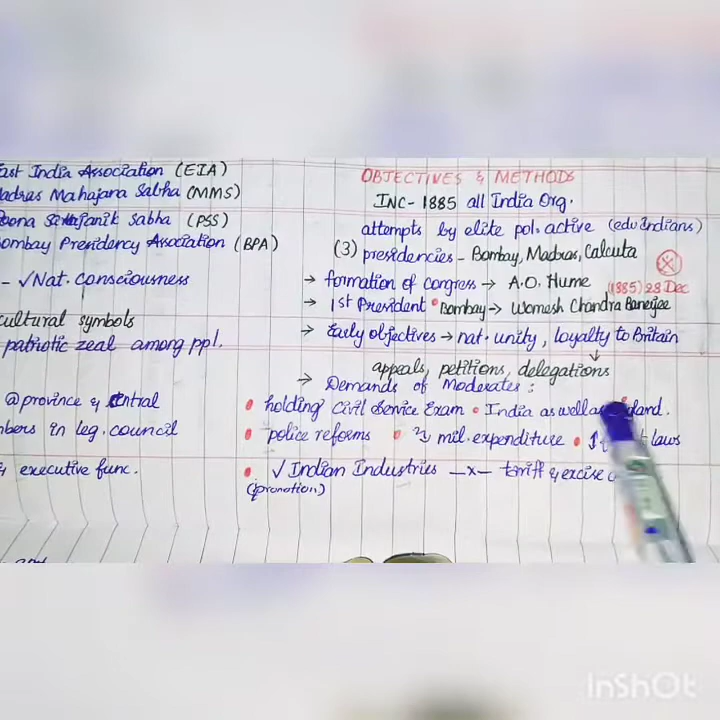 ast India Association (EIA)
adras Mahajana Sabha (MMS)
oona Sarvjanik Sabha (PSS)
ombay Presidency Association (BPA)
- √Nat. Consciousness
cultural symbols
patriotic zeal among ppl.
@province & central
mbers in leg. council
& executive func.
OBJECTIVES & METHODS
INC- 1885 all India Org.
attempts by elite pol. active (edu Indians)
(3) presidencies - Bombay, Madras, Calcuta
→ formation of congress → A.O. Hume (1885) 28 Dec
→ 1st President • Bombay → Womesh Chandra Banerjee
→ Early objectives → nat. unity, loyalty to Britain
↓
appeals, petitions, delegations
→ Demands of Moderates :
• holding Civil Service Exam • India as well as land.
• police reforms • mil. expenditure • laws
• √ Indian Industries —x— tariff & excise
(promotion)
InShOt